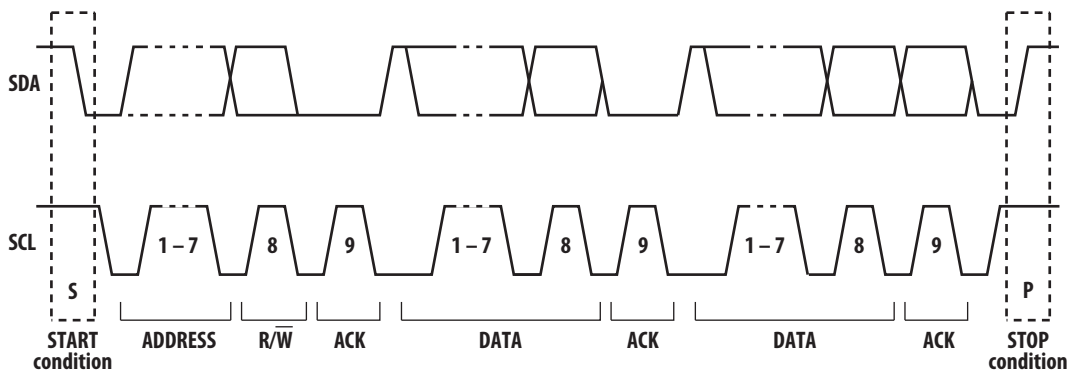 SDA
SCL
1 – 7 8 9 1 – 7 8 9 1 – 7 8 9
S P
START condition ADDRESS R/W̅ ACK DATA ACK DATA ACK STOP condition